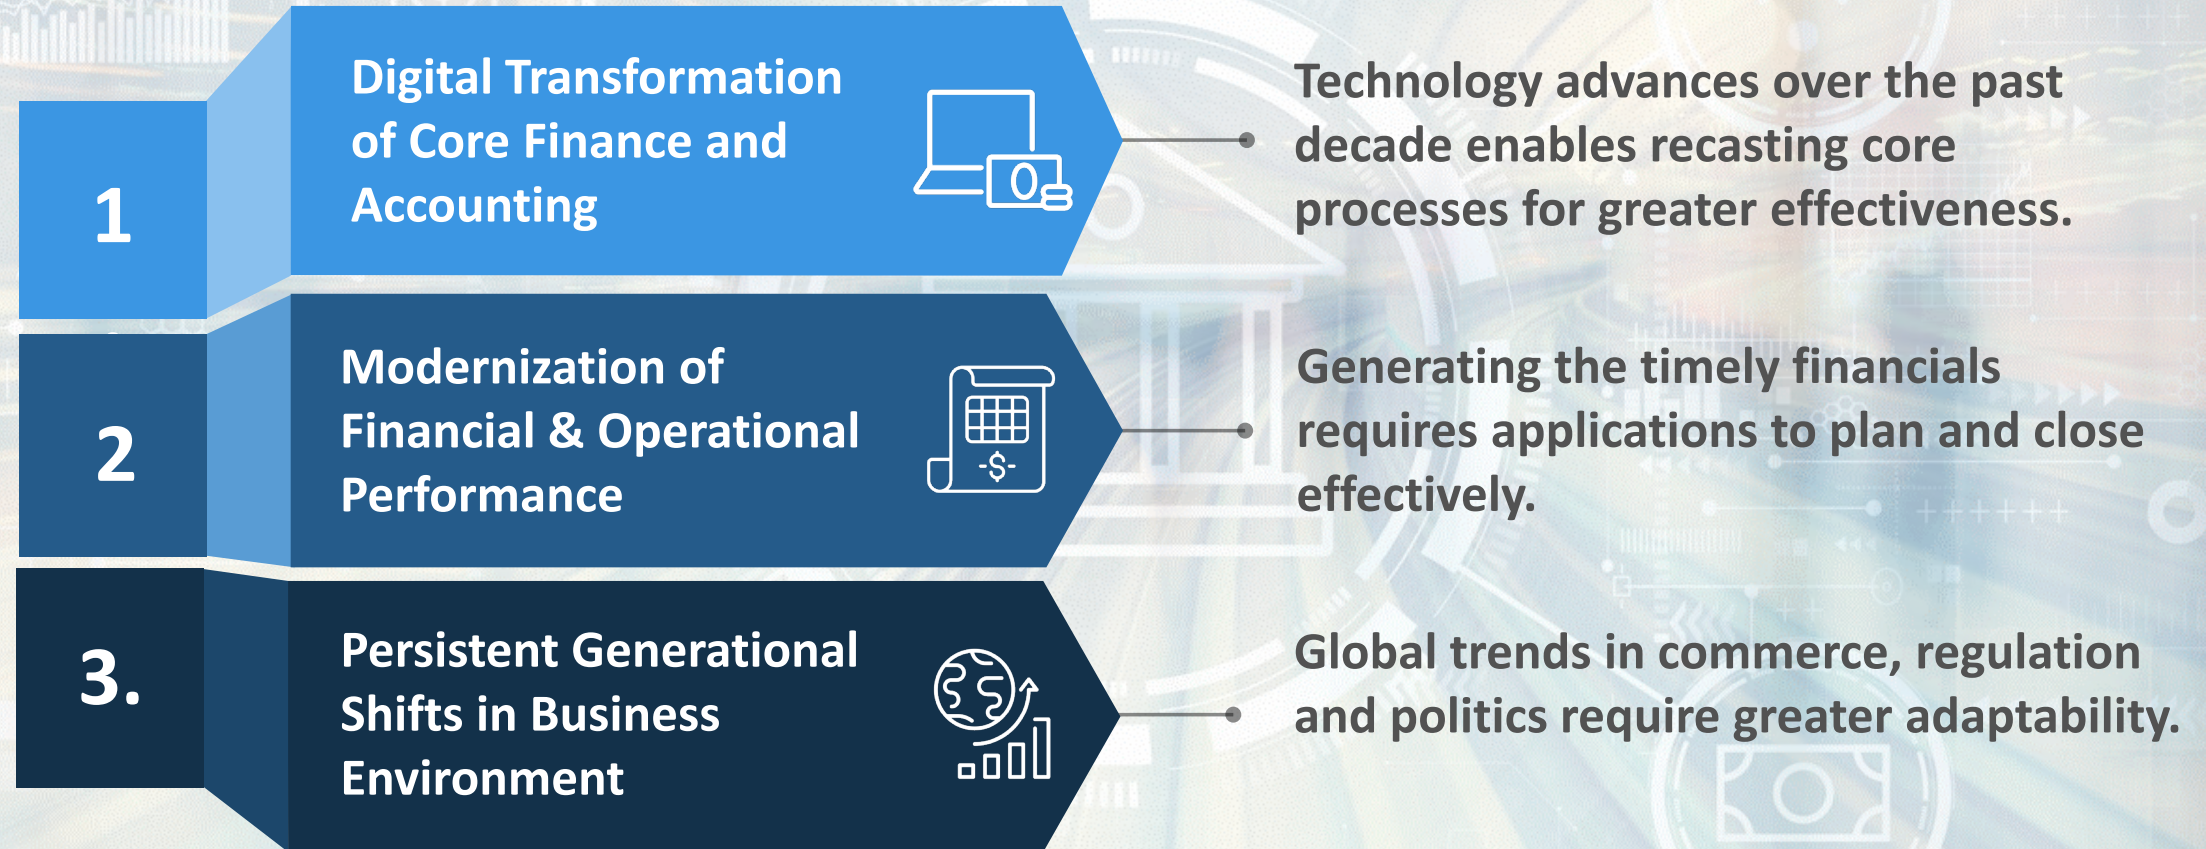 1
Digital Transformation
of Core Finance and
Accounting
Technology advances over the past
decade enables recasting core
processes for greater effectiveness.
2
Modernization of
Financial & Operational
Performance
-$-
Generating the timely financials
requires applications to plan and close
effectively.
3.
Persistent Generational
Shifts in Business
Environment
Global trends in commerce, regulation
and politics require greater adaptability.